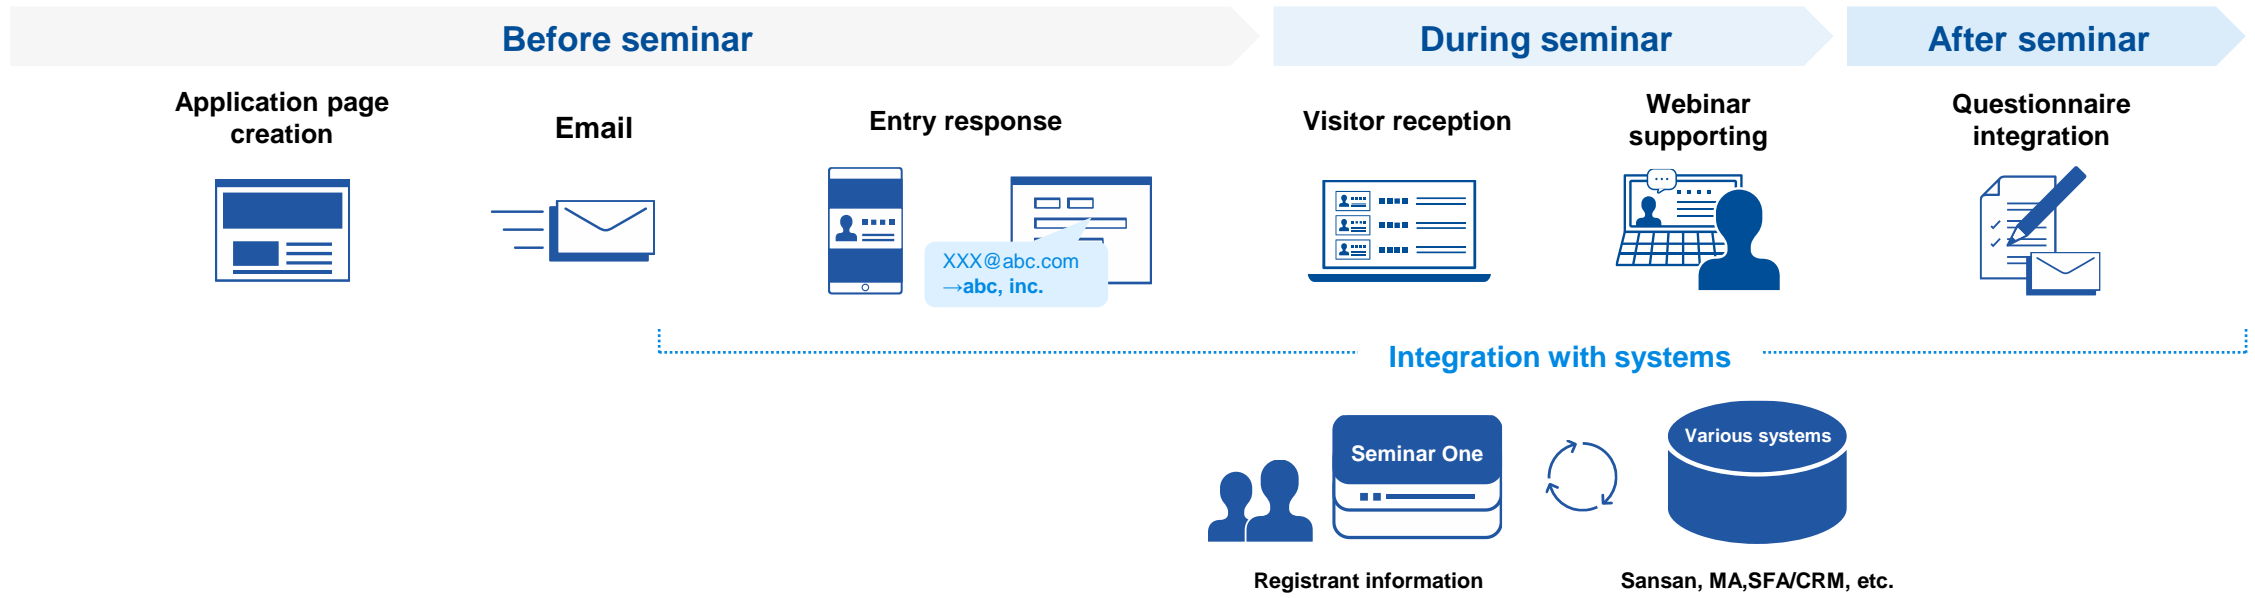 Before seminar
During seminar
After seminar
Application page
creation
Email
Entry response
Visitor reception
Webinar
supporting
Questionnaire
integration
XXX@abc.com
→abc, inc.
Integration with systems
Seminar One
Various systems
Registrant information
Sansan, MA,SFA/CRM, etc.